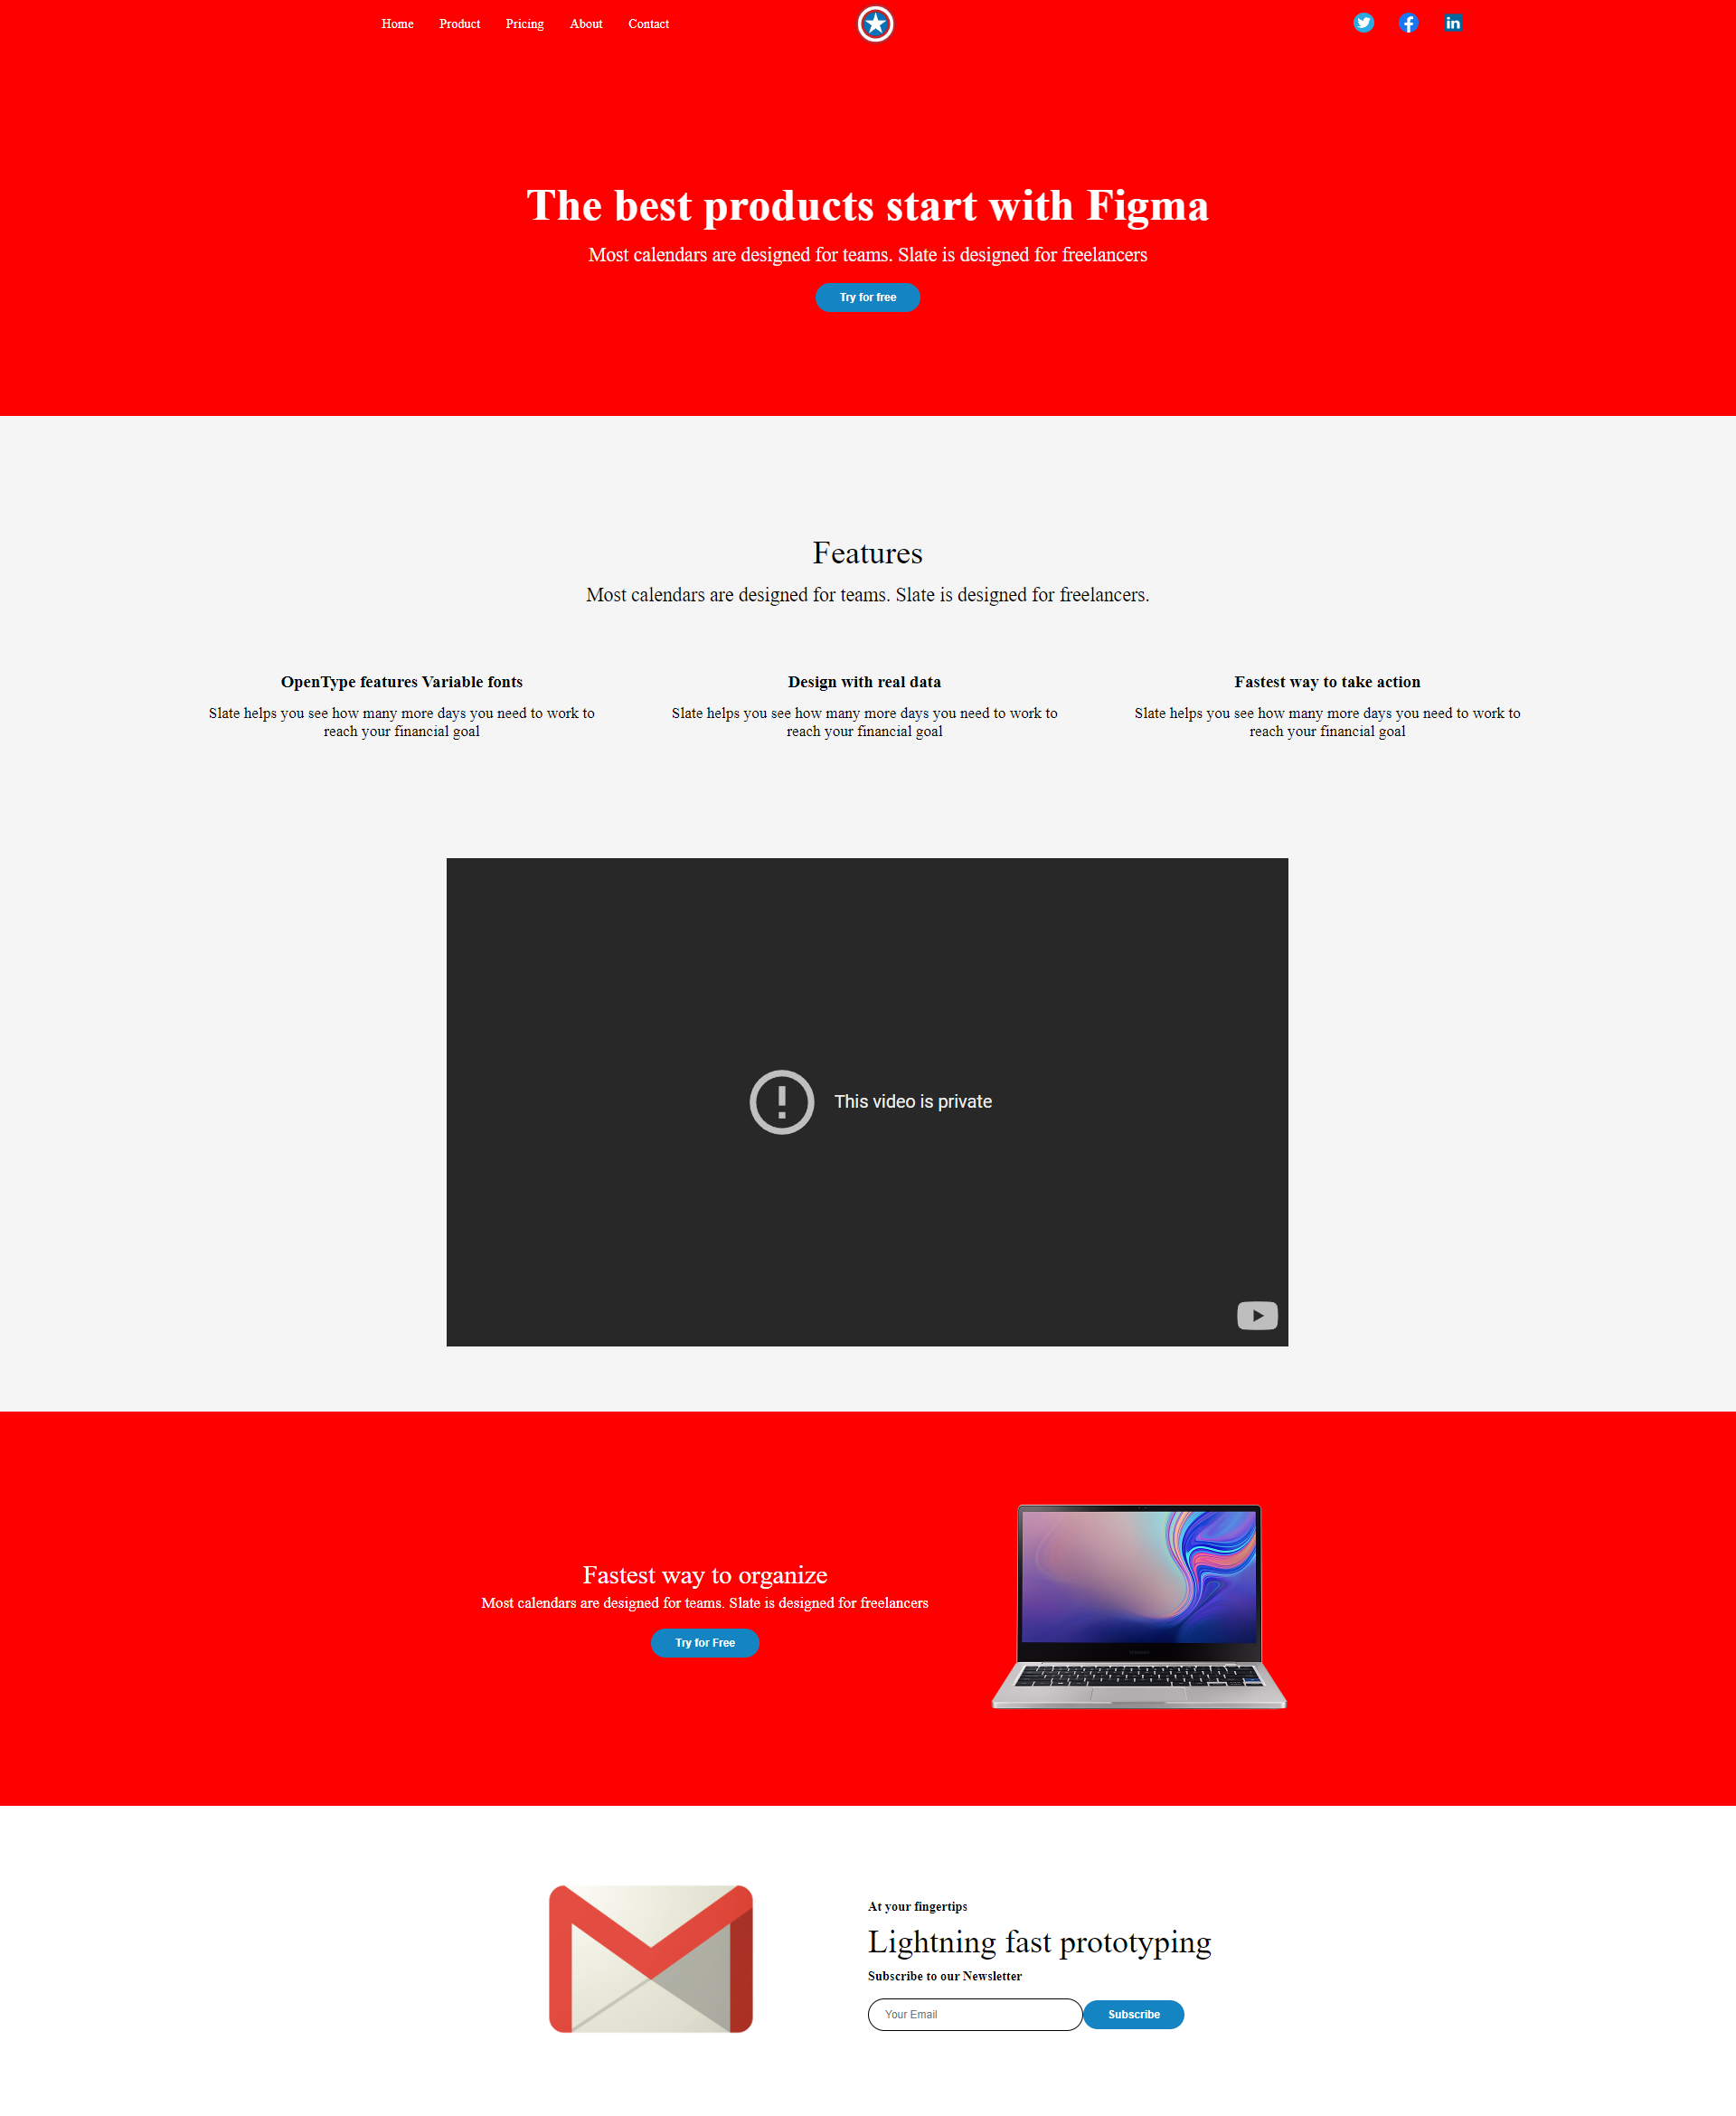 Home Product Pricing About Contact
The best products start with Figma
Most calendars are designed for teams. Slate is designed for freelancers
Try for free
Features
Most calendars are designed for teams. Slate is designed for freelancers.
OpenType features Variable fonts
Slate helps you see how many more days you need to work to
reach your financial goal
Design with real data
Slate helps you see how many more days you need to work to
reach your financial goal
Fastest way to take action
Slate helps you see how many more days you need to work to
reach your financial goal
This video is private
Fastest way to organize
Most calendars are designed for teams. Slate is designed for freelancers
Try for Free
At your fingertips
Lightning fast prototyping
Subscribe to our Newsletter
Your Email
Subscribe